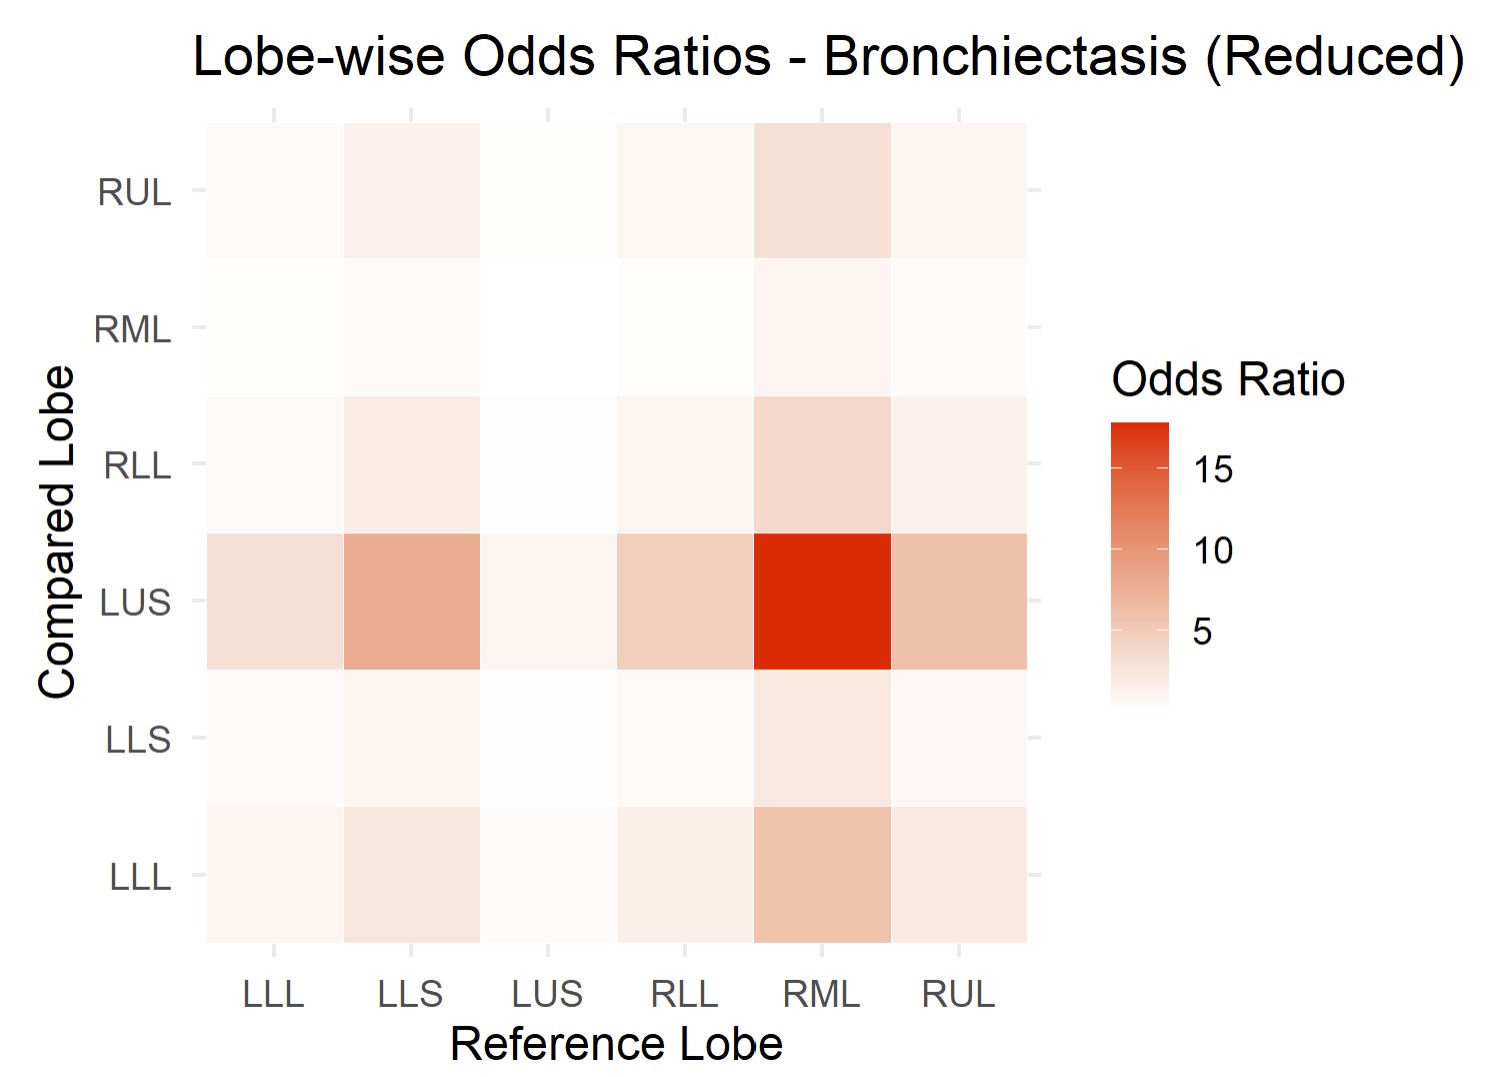 Lobe-wise Odds Ratios - Bronchiectasis (Reduced)
Compared Lobe
RUL
RML
RLL
LUS
LLS
LLL
LLL LLS LUS RLL RML RUL
Reference Lobe
Odds Ratio
15
10
5